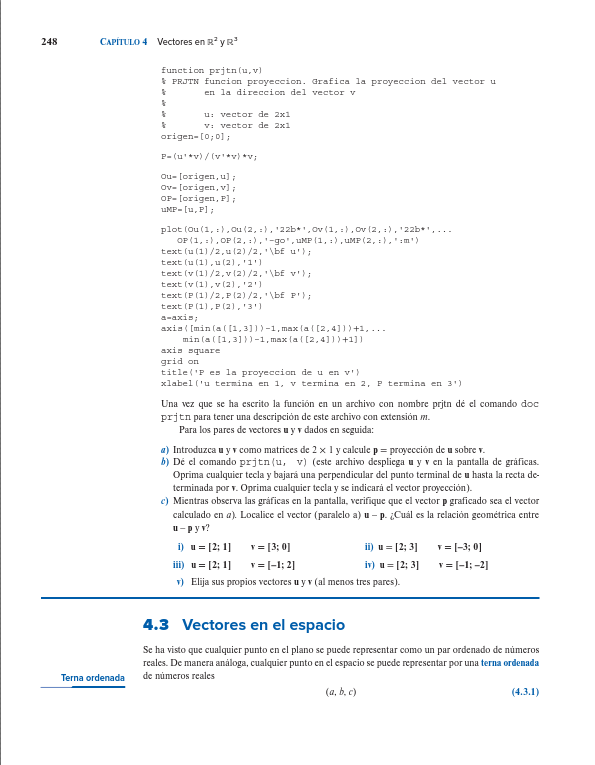 248 CAPÍTULO 4 Vectores en ℝ² y ℝ³
function prjtn(u,v)
% PRJTN funcion proyeccion. Grafica la proyeccion del vector u
% en la direccion del vector v
%
% u: vector de 2x1
% v: vector de 2x1
origen=[0;0];
P=(u'*v)/(v'*v)*v;
Ou=[origen,u];
Ov=[origen,v];
OP=[origen,P];
uMP=[u,P];
plot(Ou(1,:),Ou(2,:),'22b*',Ov(1,:),Ov(2,:),'22b*',...
OP(1,:),OP(2,:),'-go',uMP(1,:),uMP(2,:),':m')
text(u(1)/2,u(2)/2,'\bf u');
text(u(1),u(2),'1')
text(v(1)/2,v(2)/2,'\bf v');
text(v(1),v(2),'2')
text(P(1)/2,P(2)/2,'\bf P');
text(P(1),P(2),'3')
a=axis;
axis([min(a([1,3]))-1,max(a([2,4]))+1,...
min(a([1,3]))-1,max(a([2,4]))+1])
axis square
grid on
title('P es la proyeccion de u en v')
xlabel('u termina en 1, v termina en 2, P termina en 3')
Una vez que se ha escrito la función en un archivo con nombre prjtn dé el comando doc
prjtn para tener una descripción de este archivo con extensión m.
Para los pares de vectores u y v dados en seguida:
a) Introduzca u y v como matrices de 2 × 1 y calcule p = proyección de u sobre v.
b) Dé el comando prjtn(u, v) (este archivo despliega u y v en la pantalla de gráficas.
Oprima cualquier tecla y bajará una perpendicular del punto terminal de u hasta la recta de-
terminada por v. Oprima cualquier tecla y se indicará el vector proyección).
c) Mientras observa las gráficas en la pantalla, verifique que el vector p graficado sea el vector
calculado en a). Localice el vector (paralelo a) u – p. ¿Cuál es la relación geométrica entre
u – p y v?
i) u = [2; 1] v = [3; 0] ii) u = [2; 3] v = [–3; 0]
iii) u = [2; 1] v = [–1; 2] iv) u = [2; 3] v = [–1; –2]
v) Elija sus propios vectores u y v (al menos tres pares).
4.3 Vectores en el espacio
Se ha visto que cualquier punto en el plano se puede representar como un par ordenado de números
reales. De manera análoga, cualquier punto en el espacio se puede representar por una terna ordenada
Terna ordenada de números reales
(a, b, c) (4.3.1)